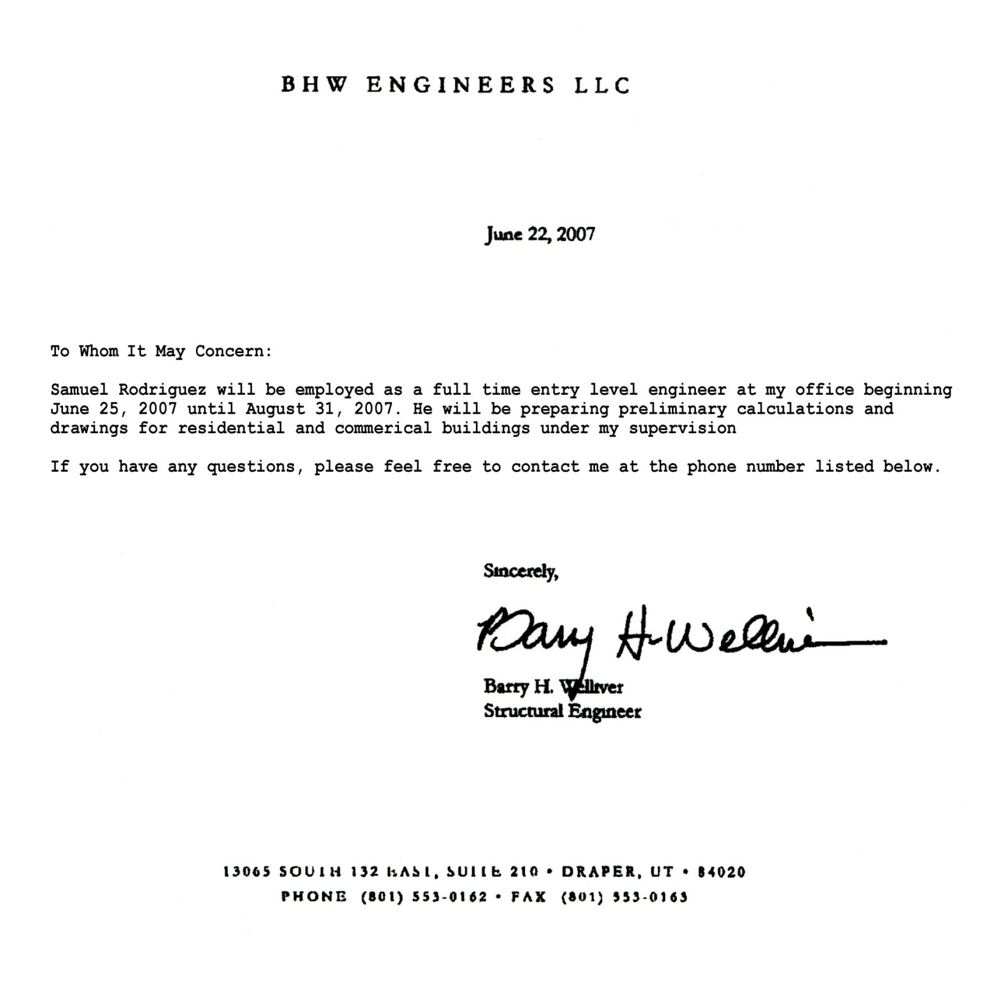 BHW ENGINEERS LLC
June 22, 2007
To Whom It May Concern:
Samuel Rodriguez will be employed as a full time entry level engineer at my office beginning
June 25, 2007 until August 31, 2007. He will be preparing preliminary calculations and
drawings for residential and commerical buildings under my supervision
If you have any questions, please feel free to contact me at the phone number listed below.
Sincerely,
Barry H. Welliver
Barry H. Welliver
Structural Engineer
13065 SOUTH 132 EAST, SUITE 210 • DRAPER, UT • 84020
PHONE (801) 553-0162 • FAX (801) 553-0163